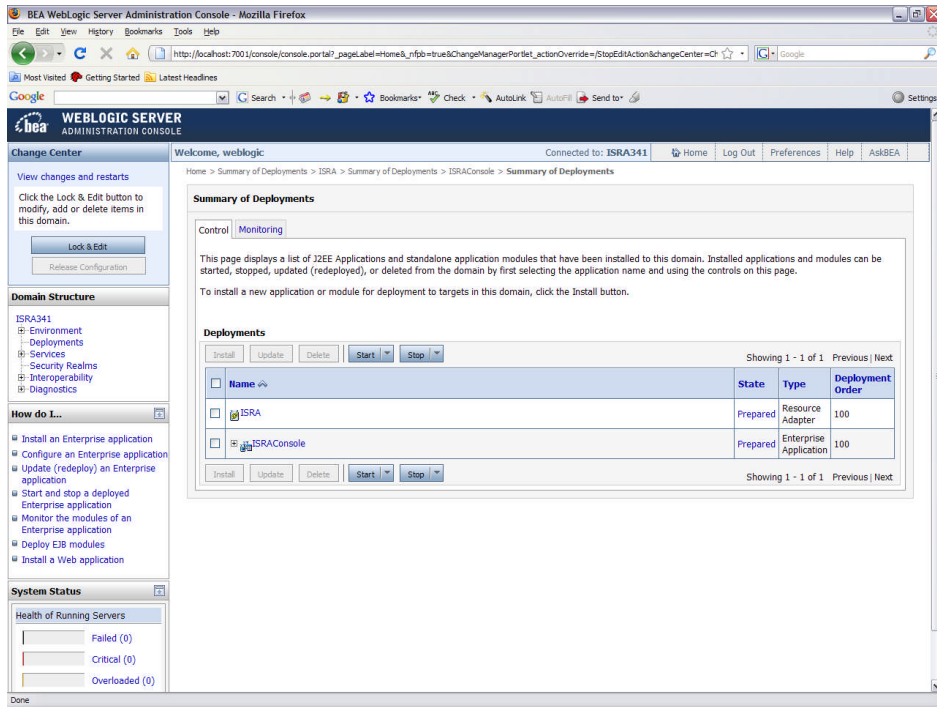 BEA WebLogic Server Administration Console - Mozilla Firefox
File Edit View History Bookmarks Tools Help
http://localhost:7001/console/console.portal?_pageLabel=Home&_nfpb=true&ChangeManagerPortlet_actionOverride=/StopEditAction&changeCenter=Ch
Google
Most Visited Getting Started Latest Headlines
Google Search Bookmarks Check AutoLink AutoFill Send to Settings
bea WEBLOGIC SERVER
ADMINISTRATION CONSOLE
Change Center
View changes and restarts
Click the Lock & Edit button to
modify, add or delete items in
this domain.
Lock & Edit
Release Configuration
Domain Structure
ISRA341
Environment
Deployments
Services
Security Realms
Interoperability
Diagnostics
How do I...
Install an Enterprise application
Configure an Enterprise application
Update (redeploy) an Enterprise
application
Start and stop a deployed
Enterprise application
Monitor the modules of an
Enterprise application
Deploy EJB modules
Install a Web application
System Status
Health of Running Servers
Failed (0)
Critical (0)
Overloaded (0)
Welcome, weblogic
Connected to: ISRA341
Home Log Out Preferences Help AskBEA
Home > Summary of Deployments > ISRA > Summary of Deployments > ISRAConsole > Summary of Deployments
Summary of Deployments
Control Monitoring
This page displays a list of J2EE Applications and standalone application modules that have been installed to this domain. Installed applications and modules can be
started, stopped, updated (redeployed), or deleted from the domain by first selecting the application name and using the controls on this page.
To install a new application or module for deployment to targets in this domain, click the Install button.
Deployments
Install Update Delete Start Stop
Showing 1 - 1 of 1 Previous | Next
Name State Type Deployment
Order
ISRA Prepared Resource
Adapter 100
ISRAConsole Prepared Enterprise
Application 100
Install Update Delete Start Stop
Showing 1 - 1 of 1 Previous | Next
Done